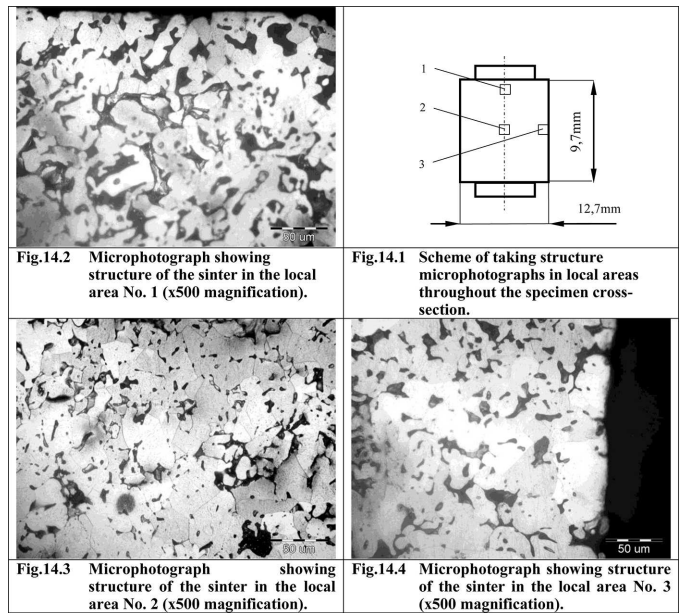 50 um
1
2
3
9,7mm
12,7mm
Fig.14.2 Microphotograph showing
structure of the sinter in the local
area No. 1 (x500 magnification).
Fig.14.1 Scheme of taking structure
microphotographs in local areas
throughout the specimen cross-
section.
50 um
50 um
Fig.14.3 Microphotograph showing
structure of the sinter in the local
area No. 2 (x500 magnification).
Fig.14.4 Microphotograph showing structure
of the sinter in the local area No. 3
(x500 magnification).